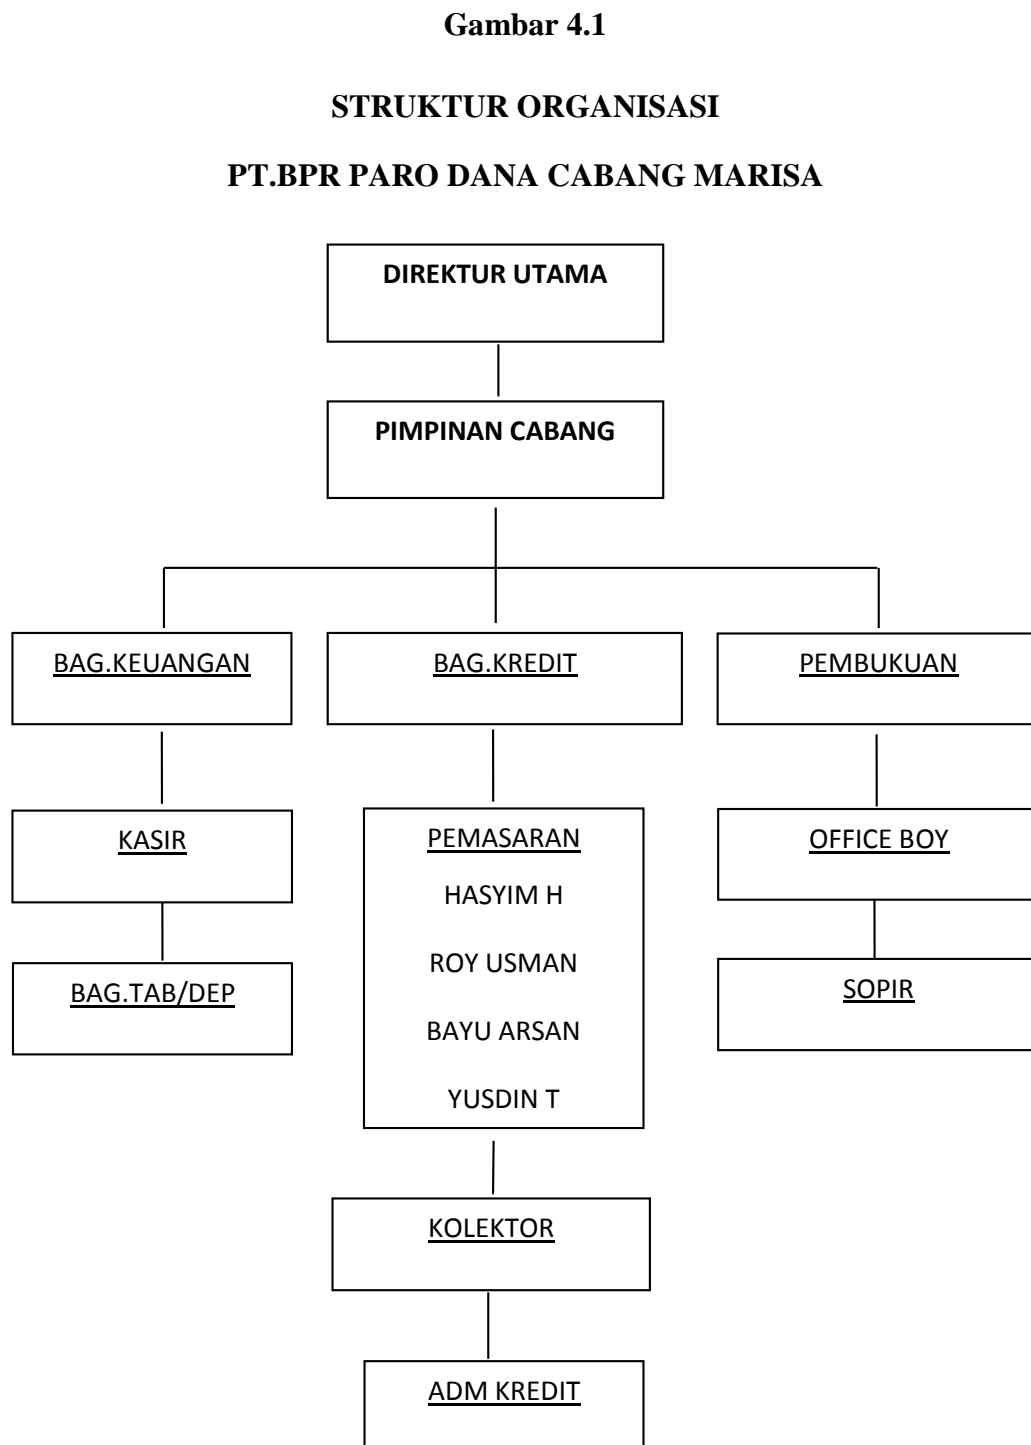 Gambar 4.1
STRUKTUR ORGANISASI
PT.BPR PARO DANA CABANG MARISA
DIREKTUR UTAMA
PIMPINAN CABANG
BAG.KEUANGAN
BAG.KREDIT
PEMBUKUAN
KASIR
PEMASARAN
HASYIM H
ROY USMAN
BAYU ARSAN
YUSDIN T
OFFICE BOY
BAG.TAB/DEP
SOPIR
KOLEKTOR
ADM KREDIT